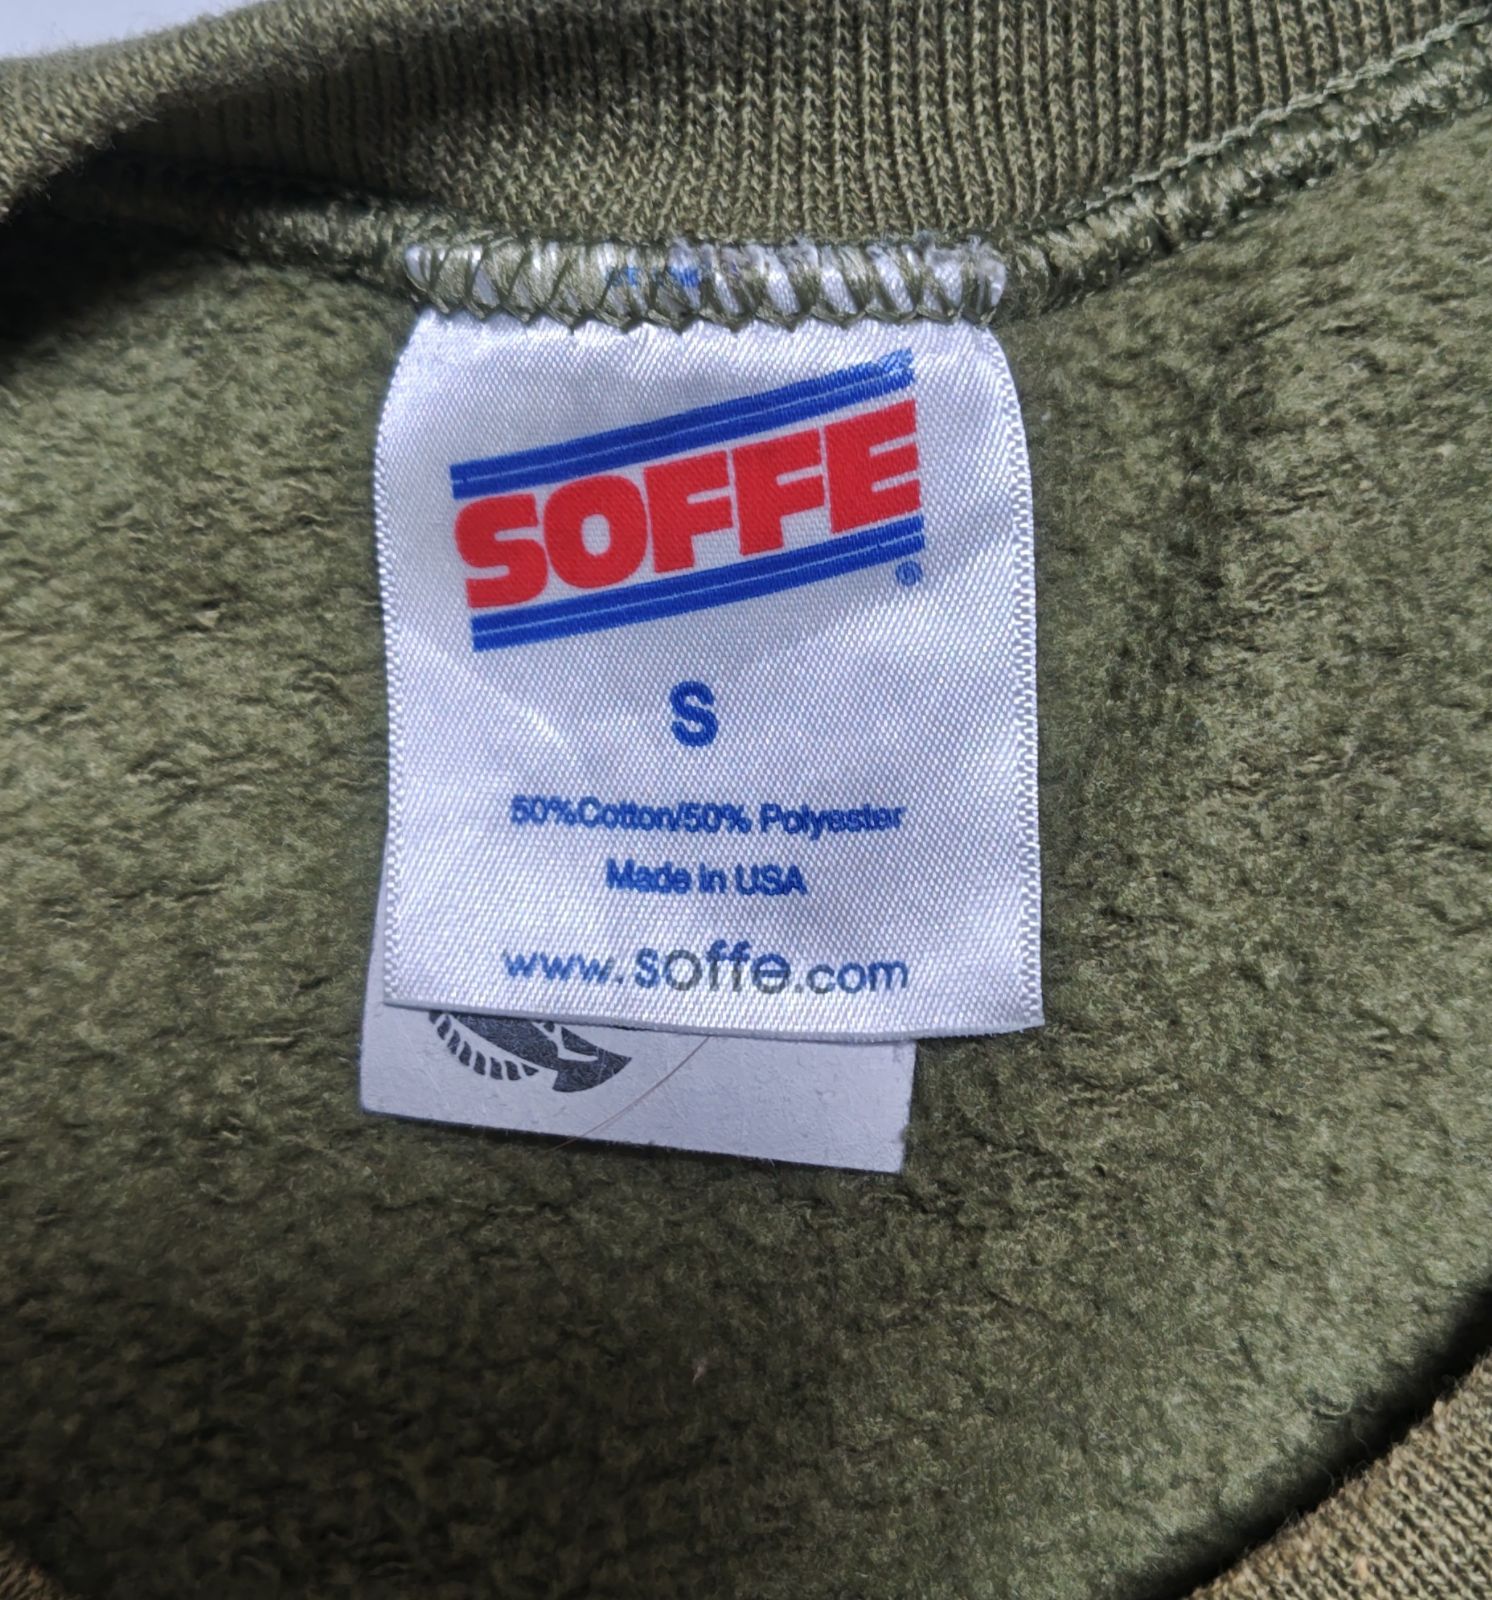 SOFFE
®
S
50%Cotton/50% Polyester
Made in USA
www.soffe.com